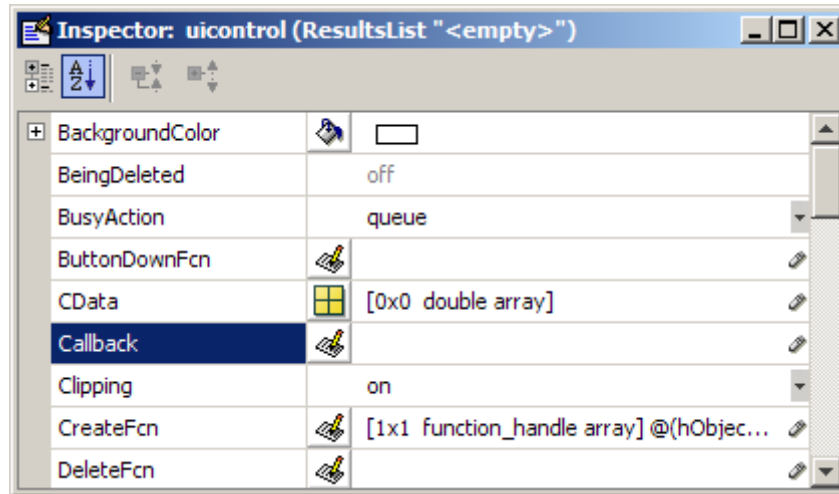 Inspector: uicontrol (ResultsList "<empty>")
A
Z
BackgroundColor
BeingDeleted off
BusyAction queue
ButtonDownFcn
CData [0x0 double array]
Callback
Clipping on
CreateFcn [1x1 function_handle array] @(hObjec...
DeleteFcn